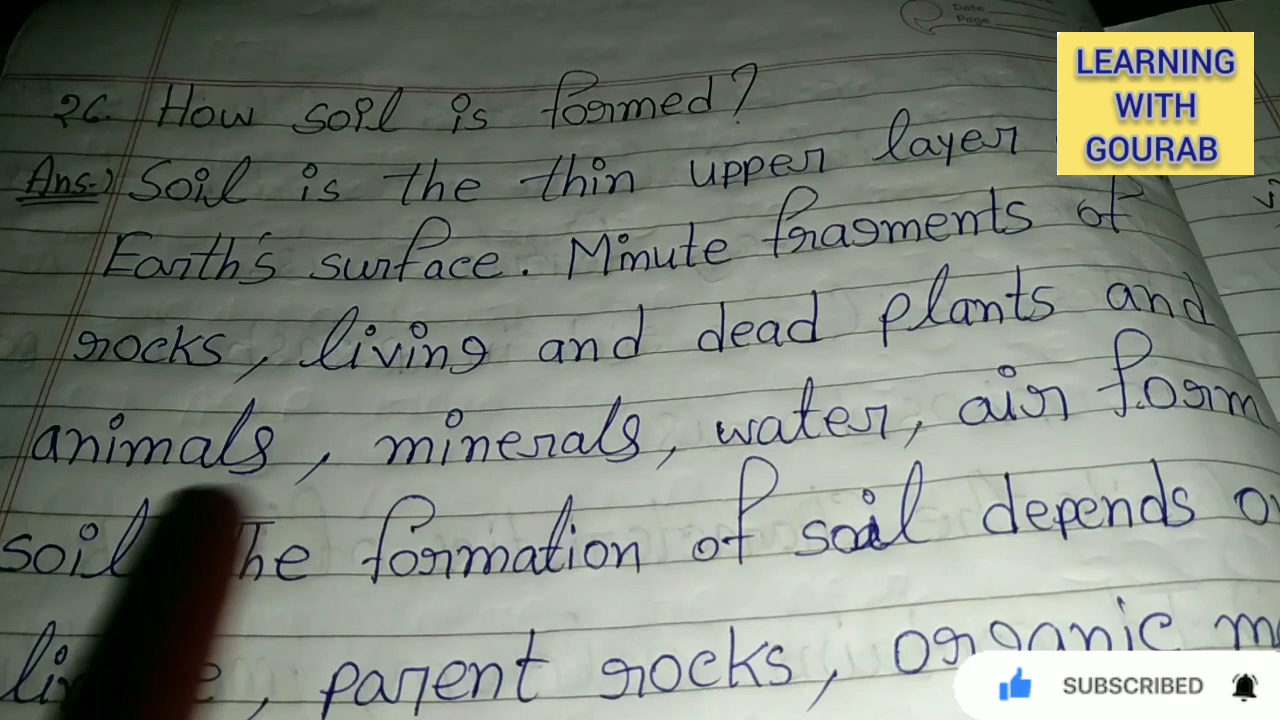 Date
Page
LEARNING
WITH
GOURAB
26. How soil is formed?
Ans:) Soil is the thin upper layer
Earth's surface. Minute fragments of
rocks, living and dead plants and
animals, minerals, water, air form
soil The formation of soil depends
, parent rocks, organic
SUBSCRIBED